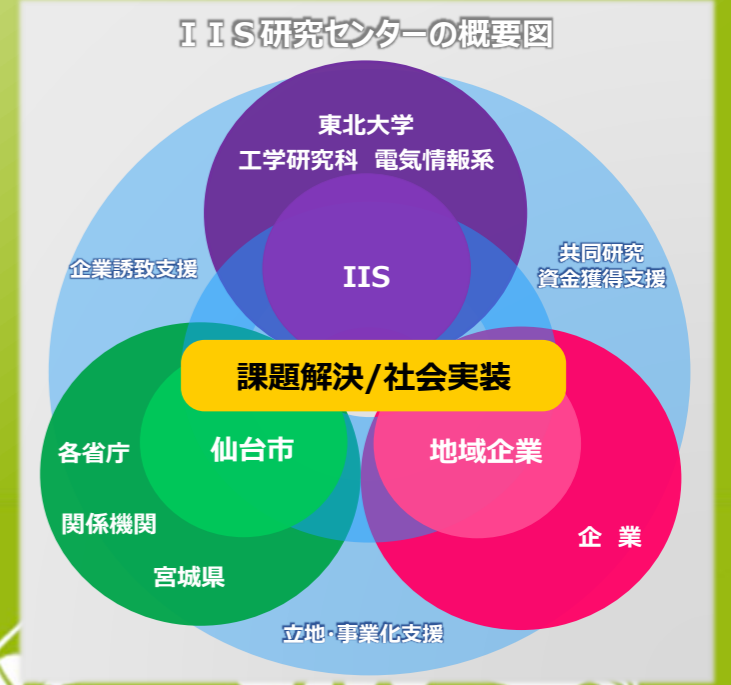 ＩＩＳ研究センターの概要図
東北大学
工学研究科 電気情報系
企業誘致支援
共同研究
資金獲得支援
IIS
課題解決/社会実装
各省庁
仙台市
地域企業
関係機関
企 業
宮城県
立地･事業化支援